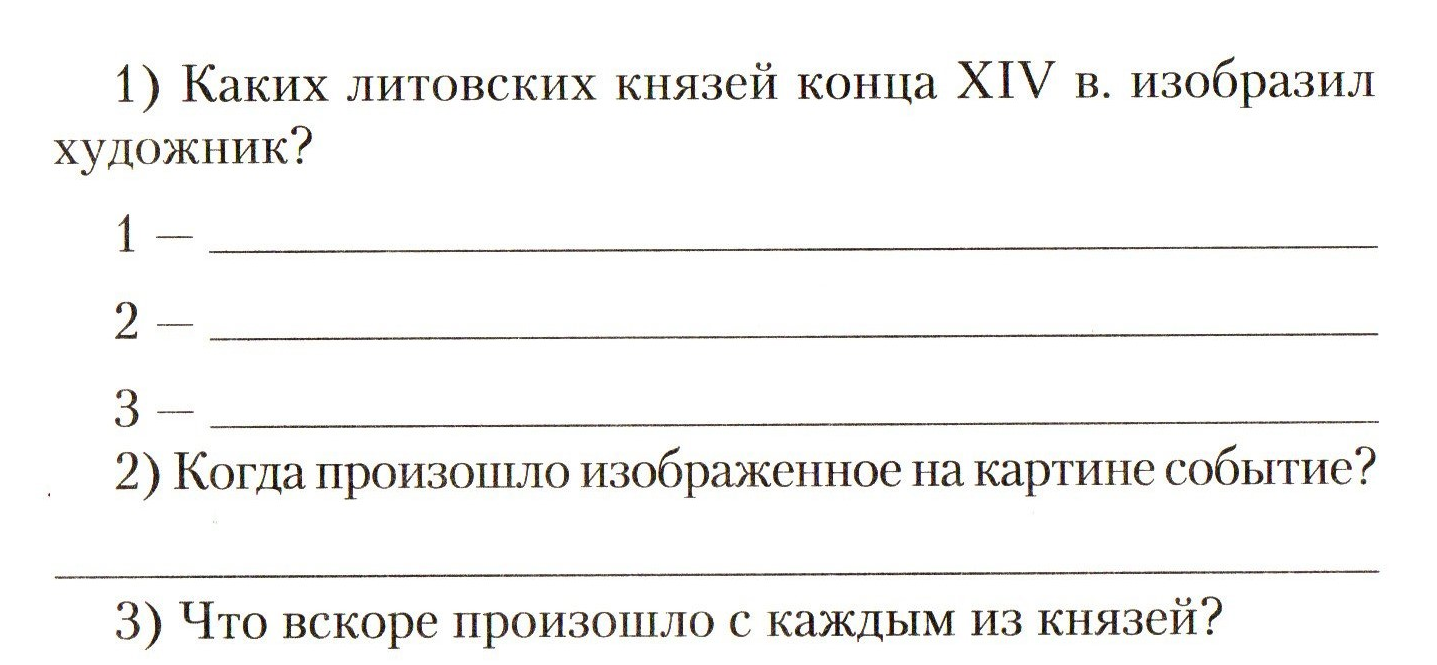 1) Каких литовских князей конца XIV в. изобразил
художник?
1 —
2 —
3 —
2) Когда произошло изображенное на картине событие?
3) Что вскоре произошло с каждым из князей?